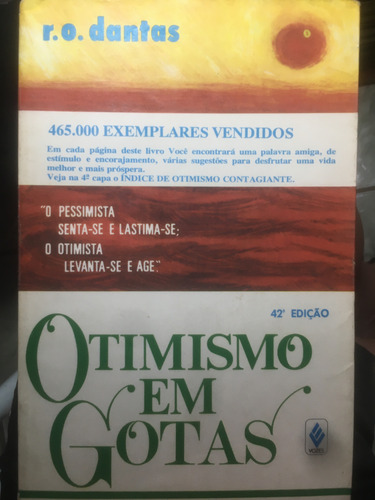 r.o.dantas
465.000 EXEMPLARES VENDIDOS
Em cada página deste livro Você encontrará uma palavra amiga, de
estímulo e encorajamento, várias sugestões para desfrutar uma vida
melhor e mais próspera.
Veja na 4ª capa o ÍNDICE DE OTIMISMO CONTAGIANTE.
"O PESSIMISTA
SENTA-SE E LASTIMA-SE;
O OTIMISTA
LEVANTA-SE E AGE."
42ª EDIÇÃO
OTIMISMO
EM
GOTAS
VOZES